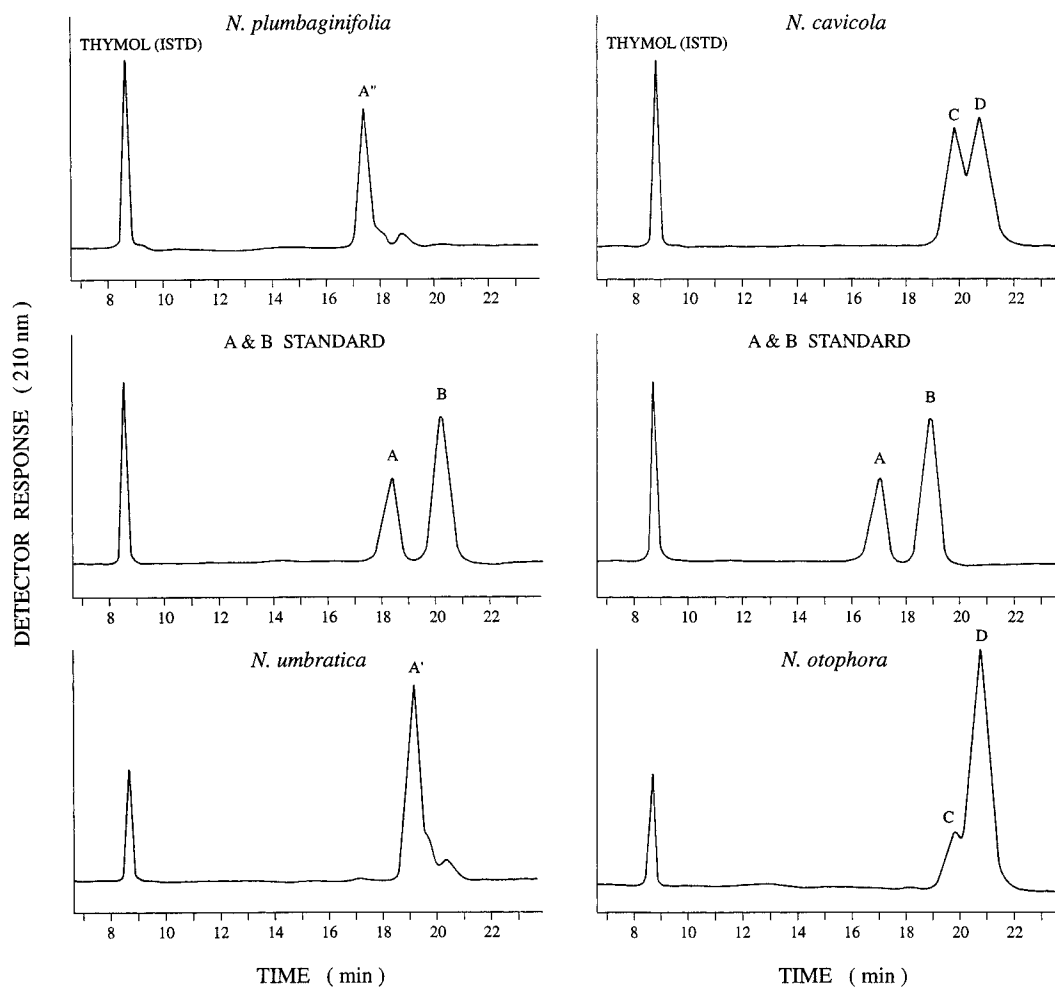 N. plumbaginifolia
THYMOL (ISTD)
A"
8 10 12 14 16 18 20 22
N. cavicola
THYMOL (ISTD)
C D
8 10 12 14 16 18 20 22
A & B STANDARD
A B
8 10 12 14 16 18 20 22
A & B STANDARD
A B
8 10 12 14 16 18 20 22
N. umbratica
A'
8 10 12 14 16 18 20 22
TIME ( min )
N. otophora
C D
8 10 12 14 16 18 20 22
TIME ( min )
DETECTOR RESPONSE ( 210 nm )